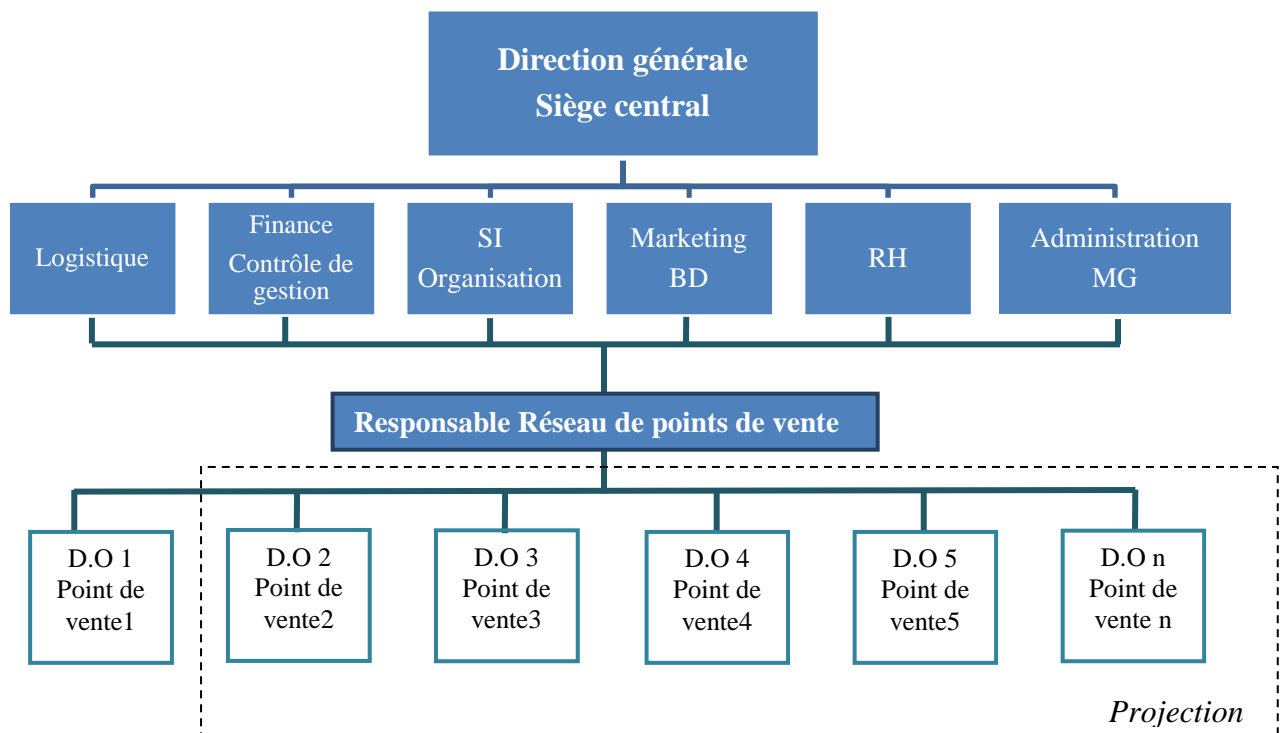 Direction générale
Siège central
Logistique
Finance
Contrôle de
gestion
SI
Organisation
Marketing
BD
RH
Administration
MG
Responsable Réseau de points de vente
D.O 1
Point de
vente1
D.O 2
Point de
vente2
D.O 3
Point de
vente3
D.O 4
Point de
vente4
D.O 5
Point de
vente5
D.O n
Point de
vente n
Projection